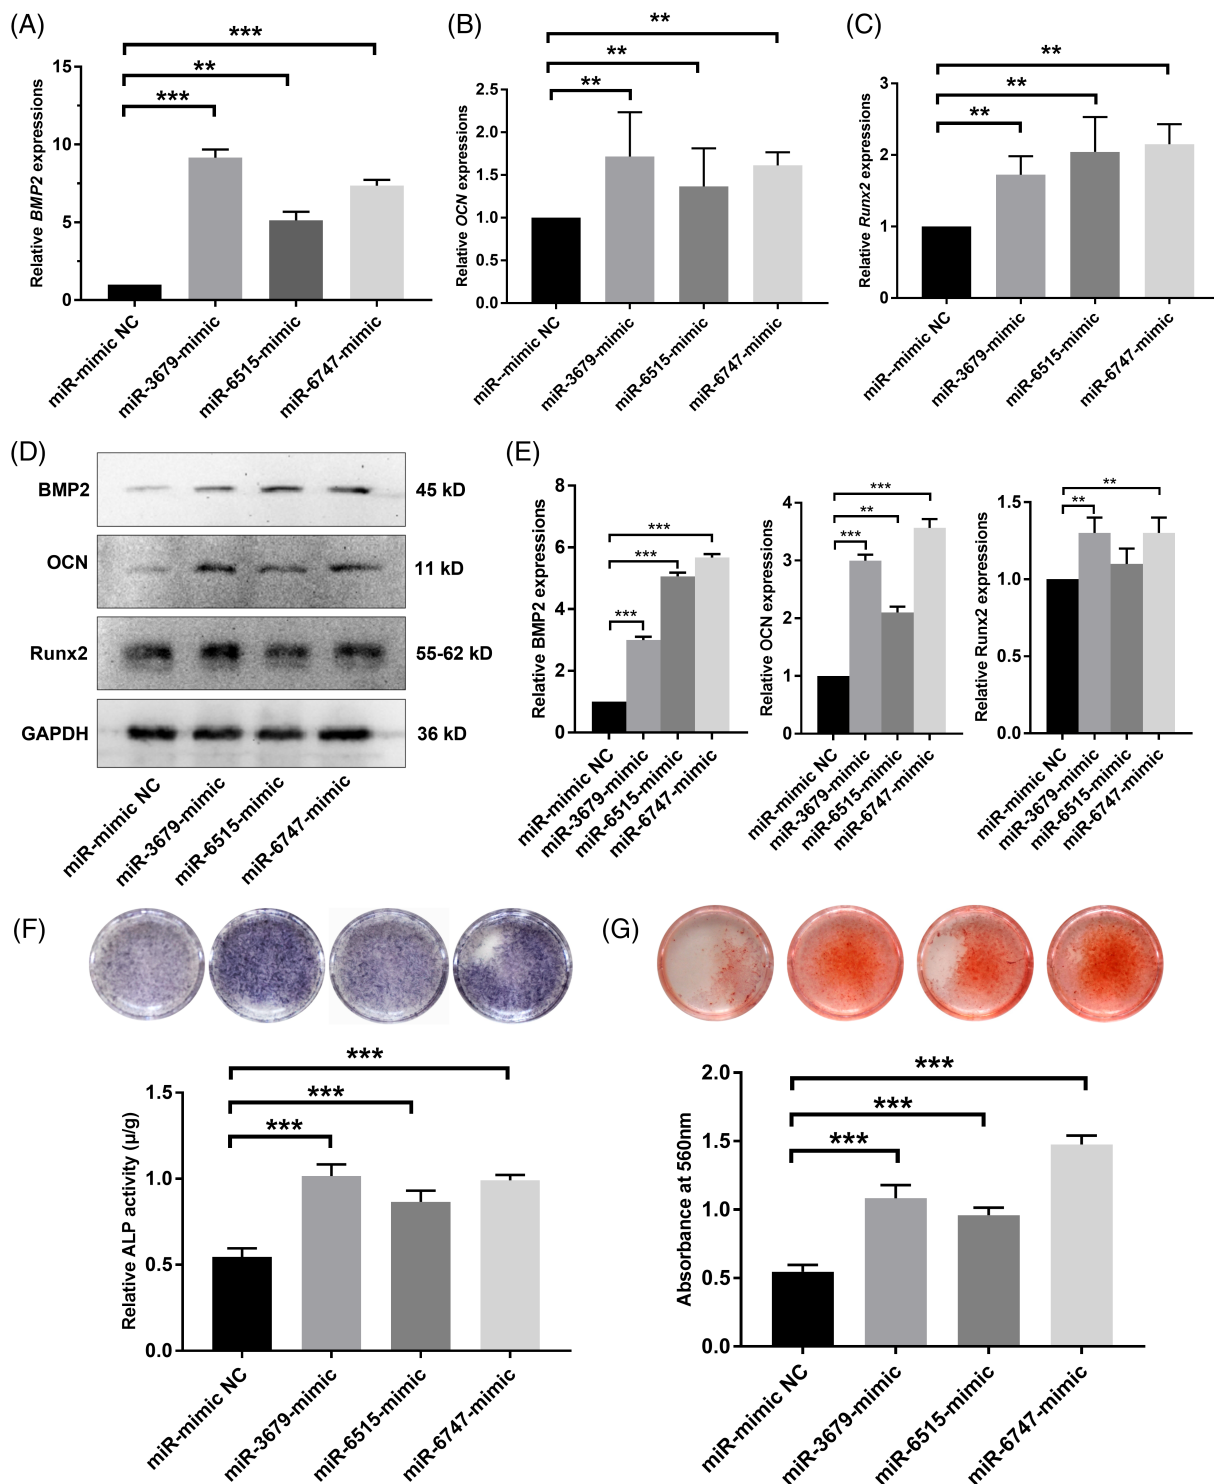 (A)
Relative BMP2 expressions
15
10
5
0
***
**
***
miR-mimic NC
miR-3679-mimic
miR-6515-mimic
miR-6747-mimic
(B)
Relative OCN expressions
2.5
2.0
1.5
1.0
0.5
0.0
**
**
**
miR--mimic NC
miR-3679-mimic
miR-6515-mimic
miR-6747-mimic
(C)
Relative Runx2 expressions
3
2
1
0
**
**
**
miR--mimic NC
miR-3679-mimic
miR-6515-mimic
miR-6747-mimic
(D)
BMP2 45 kD
OCN 11 kD
Runx2 55-62 kD
GAPDH 36 kD
miR-mimic NC
miR-3679-mimic
miR-6515-mimic
miR-6747-mimic
(E)
Relative BMP2 expressions
8
6
4
2
0
***
***
***
miR-mimic NC
miR-3679-mimic
miR-6515-mimic
miR-6747-mimic
Relative OCN expressions
4
3
2
1
0
***
**
***
miR-mimic NC
miR-3679-mimic
miR-6515-mimic
miR-6747-mimic
Relative Runx2 expressions
1.5
1.0
0.5
0.0
**
**
miR-mimic NC
miR-3679-mimic
miR-6515-mimic
miR-6747-mimic
(F)
Relative ALP activity (μ/g)
1.5
1.0
0.5
0.0
***
***
***
miR-mimic NC
miR-3679-mimic
miR-6515-mimic
miR-6747-mimic
(G)
Absorbance at 560nm
2.0
1.5
1.0
0.5
0.0
***
***
***
miR-mimic NC
miR-3679-mimic
miR-6515-mimic
miR-6747-mimic